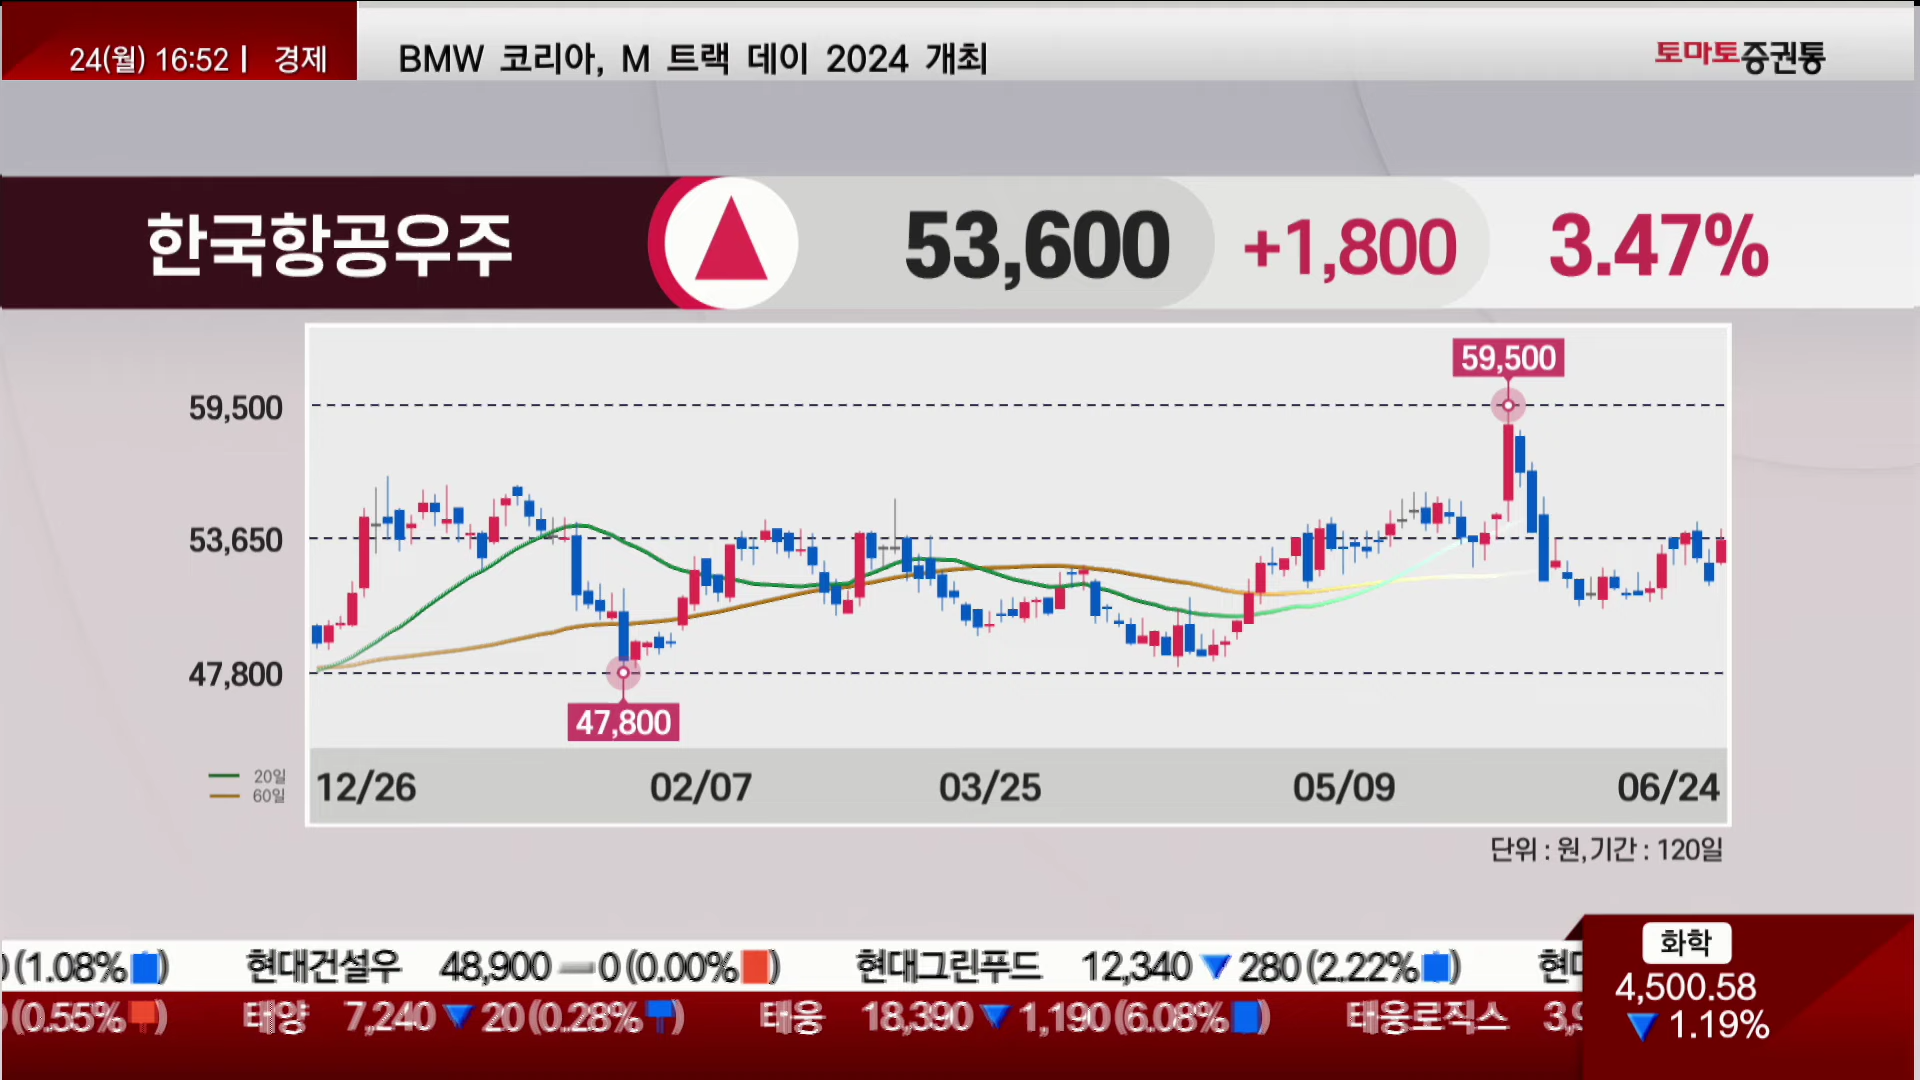 24(월) 16:52 | 경제
BMW 코리아, M 트랙 데이 2024 개최
토마토증권통
한국항공우주 ▲ 53,600 +1,800 3.47%
59,500
59,500
53,650
47,800
47,800
20일
60일
12/26 02/07 03/25 05/09 06/24
단위 : 원, 기간 : 120일
(1.08%) 현대건설우 48,900 0 (0.00%) 현대그린푸드 12,340 ▼ 280 (2.22%)
(0.55%) 태양 7,240 ▼ 20 (0.28%) 태웅 18,390 ▼ 1,190 (6.08%) 태웅로직스
화학
4,500.58
▼ 1.19%